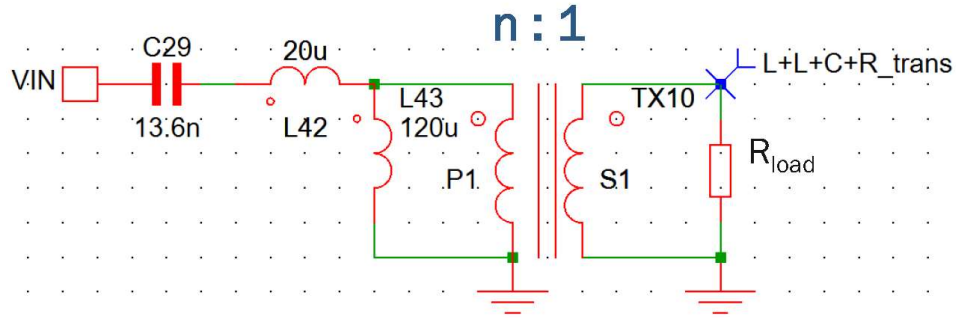 n:1
C29
20u
VIN
L+L+C+R_trans
L43
TX10
13.6n
L42
120u
P1
S1
Rload